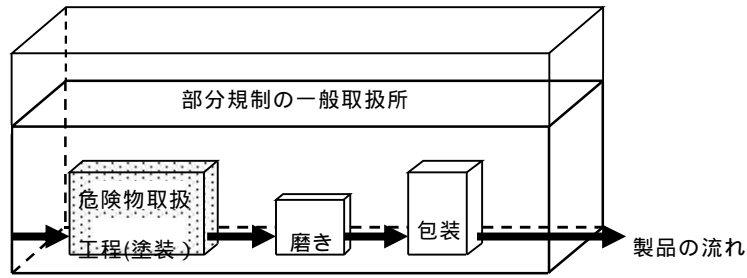 部分規制の一般取扱所
危険物取扱
工程(塗装)
磨き
包装
製品の流れ